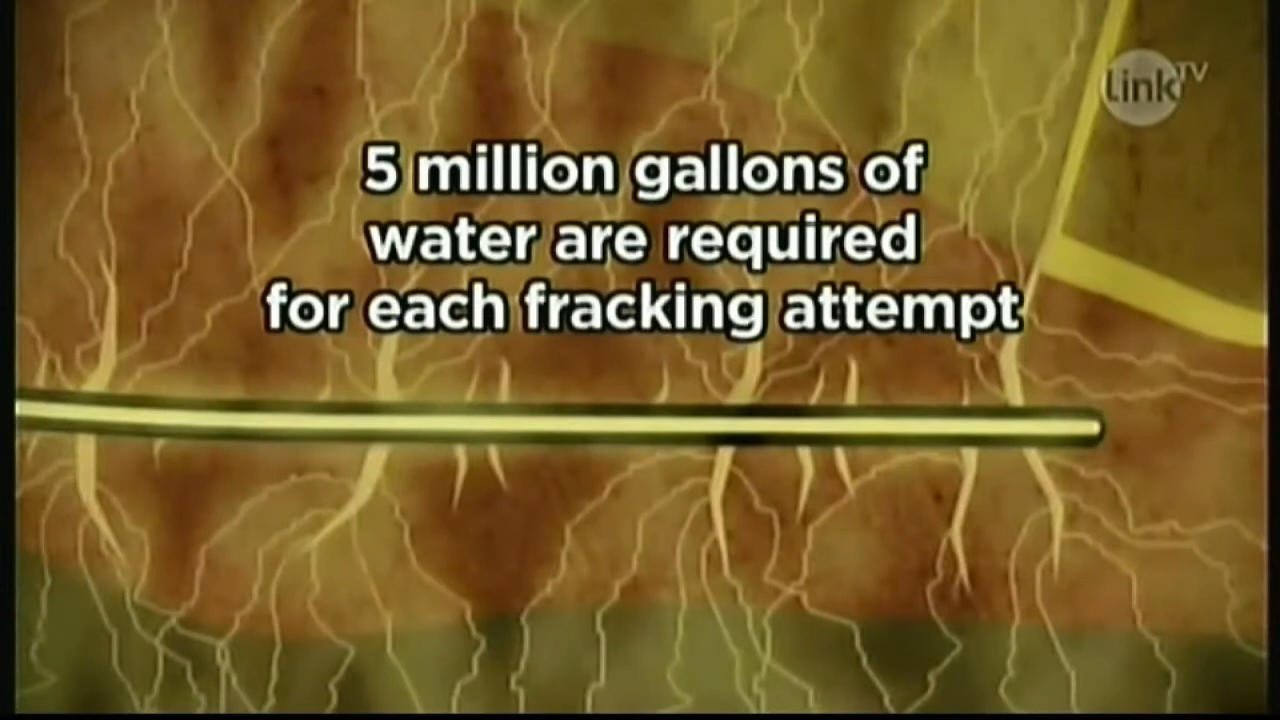 link TV
5 million gallons of
water are required
for each fracking attempt